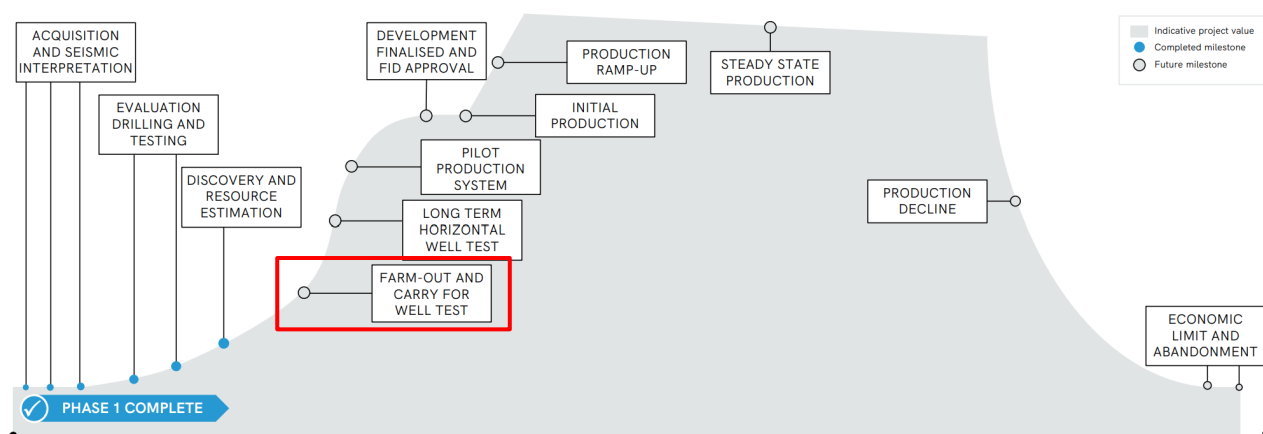 ACQUISITION
AND SEISMIC
INTERPRETATION
EVALUATION
DRILLING AND
TESTING
DISCOVERY AND
RESOURCE
ESTIMATION
DEVELOPMENT
FINALISED AND
FID APPROVAL
PRODUCTION
RAMP-UP
INITIAL
PRODUCTION
PILOT
PRODUCTION
SYSTEM
LONG TERM
HORIZONTAL
WELL TEST
FARM-OUT AND
CARRY FOR
WELL TEST
STEADY STATE
PRODUCTION
PRODUCTION
DECLINE
ECONOMIC
LIMIT AND
ABANDONMENT
Indicative project value
Completed milestone
Future milestone
PHASE 1 COMPLETE